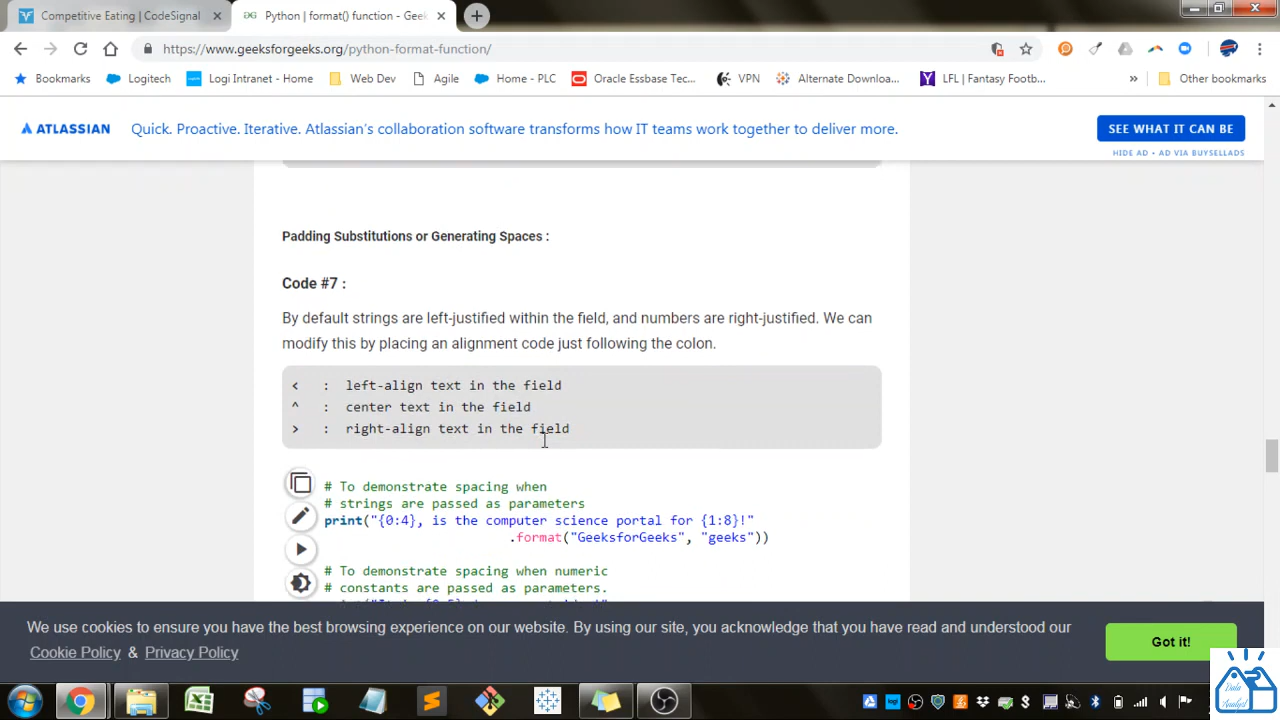 Competitive Eating | CodeSignal
Python | format() function - Geek
https://www.geeksforgeeks.org/python-format-function/
Bookmarks
Logitech
Logi Intranet - Home
Web Dev
Agile
Home - PLC
Oracle Essbase Tec...
VPN
Alternate Downloa...
LFL | Fantasy Footb...
»
Other bookmarks
ATLASSIAN
Quick. Proactive. Iterative. Atlassian's collaboration software transforms how IT teams work together to deliver more.
SEE WHAT IT CAN BE
HIDE AD • AD VIA BUYSELLADS
Padding Substitutions or Generating Spaces :
Code #7 :
By default strings are left-justified within the field, and numbers are right-justified. We can
modify this by placing an alignment code just following the colon.
< : left-align text in the field
^ : center text in the field
> : right-align text in the field
# To demonstrate spacing when
# strings are passed as parameters
print("{0:4}, is the computer science portal for {1:8}!"
.format("GeeksforGeeks", "geeks"))
# To demonstrate spacing when numeric
# constants are passed as parameters.
We use cookies to ensure you have the best browsing experience on our website. By using our site, you acknowledge that you have read and understood our
Cookie Policy & Privacy Policy
Got it!
Data
Analyst